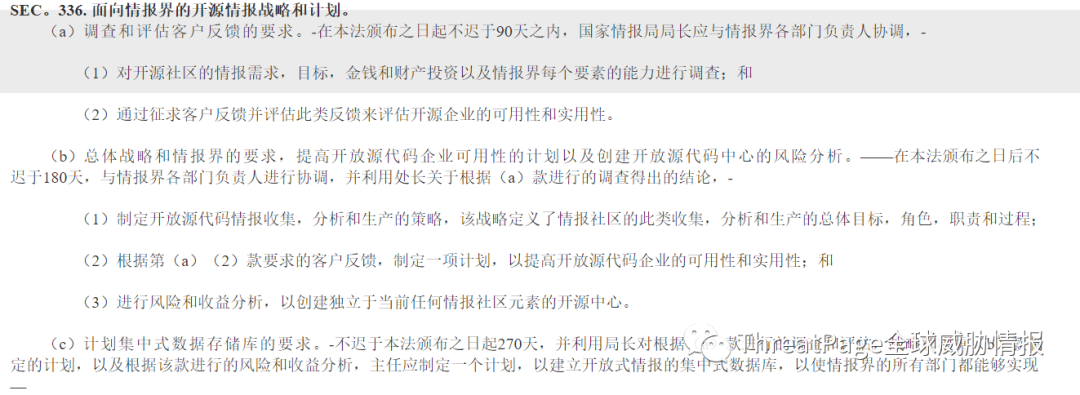 SEC。336. 面向情报界的开源情报战略和计划。
（a）调查和评估客户反馈的要求。-在本法颁布之日起不迟于90天之内，国家情报局局长应与情报界各部门负责人协调，-
（1）对开源社区的情报需求，目标，金钱和财产投资以及情报界每个要素的能力进行调查；和
（2）通过征求客户反馈并评估此类反馈来评估开源企业的可用性和实用性。
（b）总体战略和情报界的要求，提高开放源代码企业可用性的计划以及创建开放源代码中心的风险分析。——在本法颁布之日后不
迟于180天，与情报界各部门负责人进行协调，并利用处长关于根据（a）款进行的调查得出的结论，-
（1）制定开放源代码情报收集，分析和生产的策略，该战略定义了情报社区的此类收集，分析和生产的总体目标，角色，职责和过程；
（2）根据第（a）（2）款要求的客户反馈，制定一项计划，以提高开放源代码企业的可用性和实用性；和
（3）进行风险和收益分析，以创建独立于当前任何情报社区元素的开源中心。
（c）计划集中式数据存储库的要求。-不迟于本法颁布之日起270天，并利用局长对根据
ThreatPage全球威胁情报
定的计划，以及根据该款进行的风险和收益分析，主任应制定一个计划，以建立开放式情报的集中式数据库，以使情报界的所有部门都能够实现
—